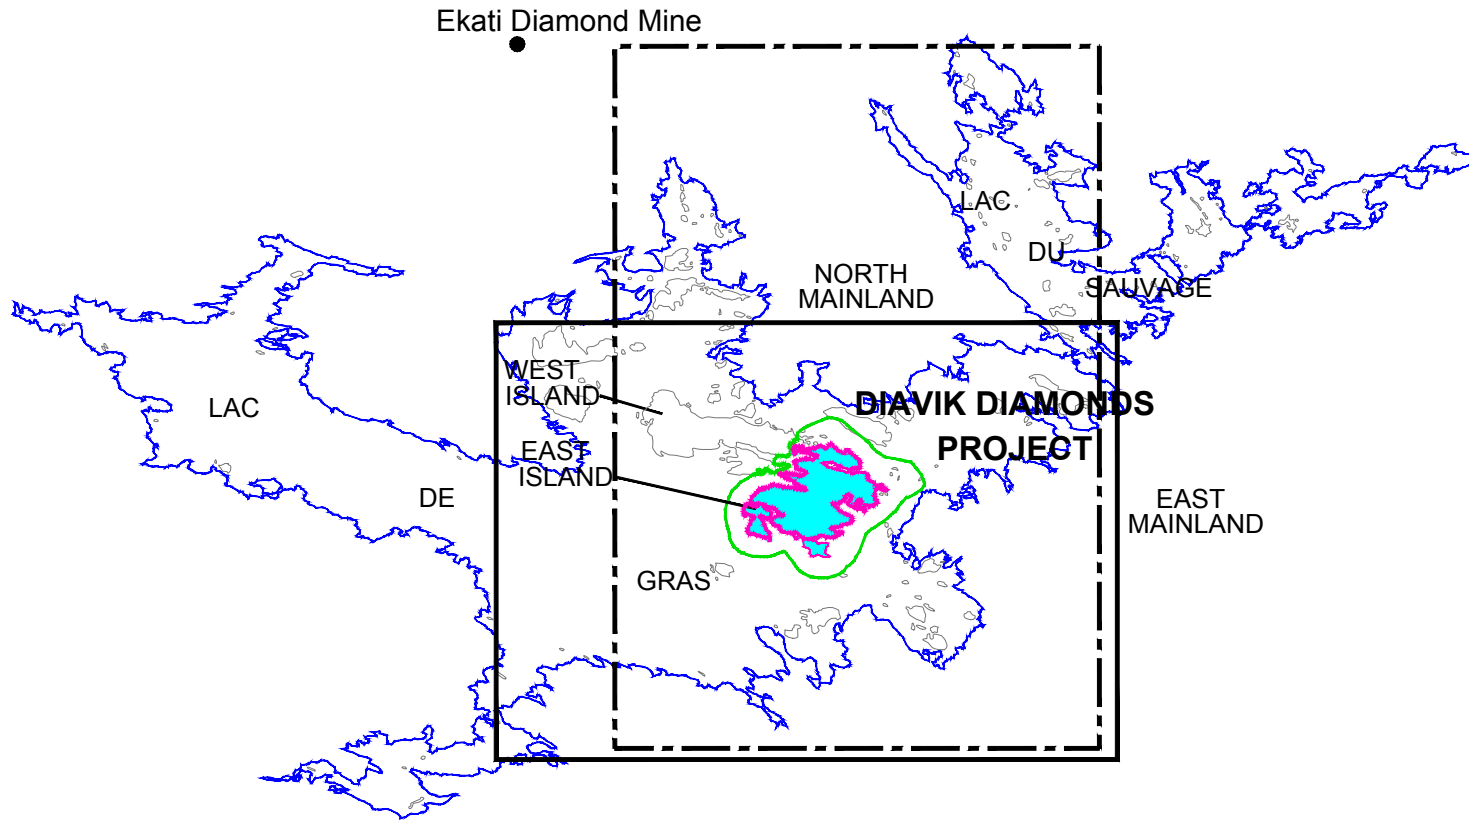 Ekati Diamond Mine
LAC
DU
SAUVAGE
NORTH
MAINLAND
WEST
ISLAND
DIAVIK DIAMONDS
PROJECT
LAC
EAST
ISLAND
DE
EAST
MAINLAND
GRAS